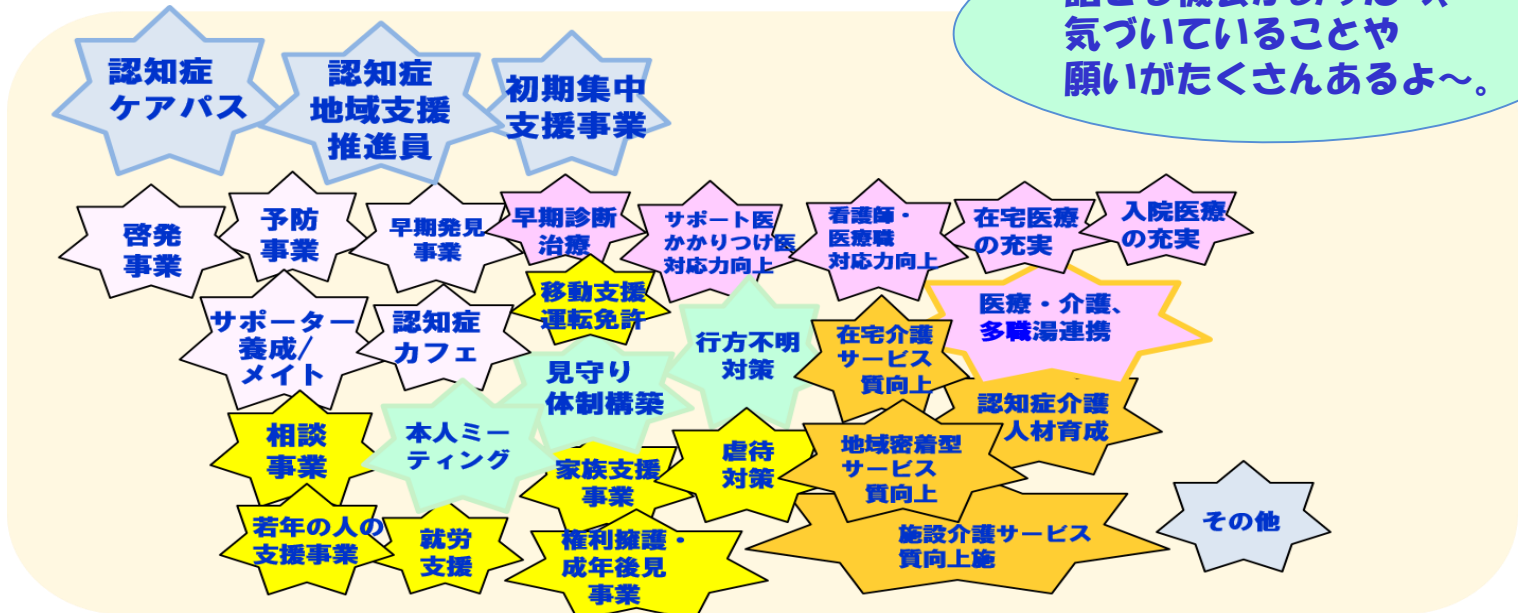 気づいていることや
願いがたくさんあるよ～。
認知症
ケアパス
認知症
地域支援
推進員
初期集中
支援事業
啓発
事業
予防
事業
早期発見
事業
早期診断
治療
サポート医
かかりつけ医
対応力向上
看護師・
医療職
対応力向上
在宅医療
の充実
入院医療
の充実
サポーター
養成/
メイト
認知症
カフェ
移動支援
運転免許
見守り
体制構築
行方不明
対策
在宅介護
サービス
質向上
医療・介護、
多職湯連携
認知症介護
人材育成
相談
事業
本人ミー
ティング
家族支援
事業
虐待
対策
地域密着型
サービス
質向上
若年の人の
支援事業
就労
支援
権利擁護・
成年後見
事業
施設介護サービス
質向上施
その他